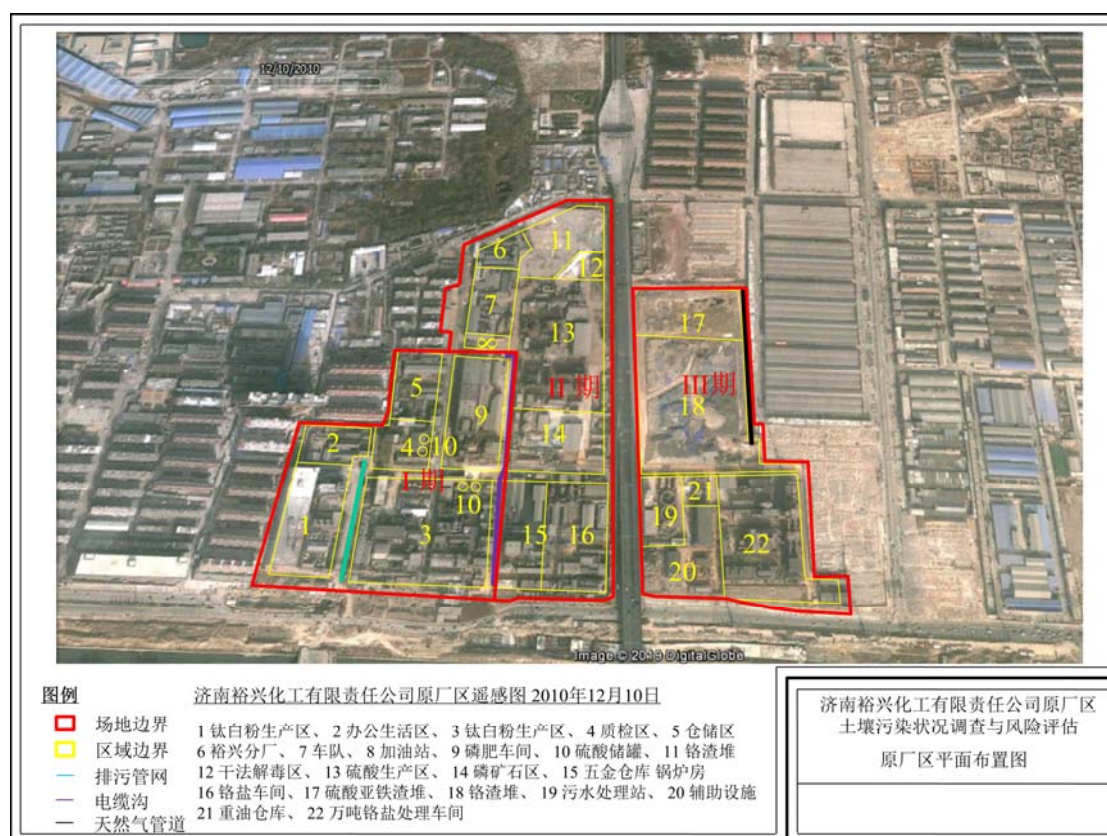 12/10/2010
11
6
12
7
13
17
8
II 期
III期
5
18
9
2
4
10
14
I 期
10
21
1
3
15
16
19
22
20
Image © 2019 DigitalGlobe
图例
济南裕兴化工有限责任公司原厂区遥感图 2010年12月10日
场地边界
区域边界
排污管网
电缆沟
天然气管道
1 钛白粉生产区、2 办公生活区、3 钛白粉生产区、4 质检区、5 仓储区
6 裕兴分厂、7 车队、8 加油站、9 磷肥车间、10 硫酸储罐、11 铬渣堆
12 干法解毒区、13 硫酸生产区、14 磷矿石区、15 五金仓库 锅炉房
16 铬盐车间、17 硫酸亚铁渣堆、18 铬渣堆、19 污水处理站、20 辅助设施
21 重油仓库、22 万吨铬盐处理车间
济南裕兴化工有限责任公司原厂区
土壤污染状况调查与风险评估
原厂区平面布置图